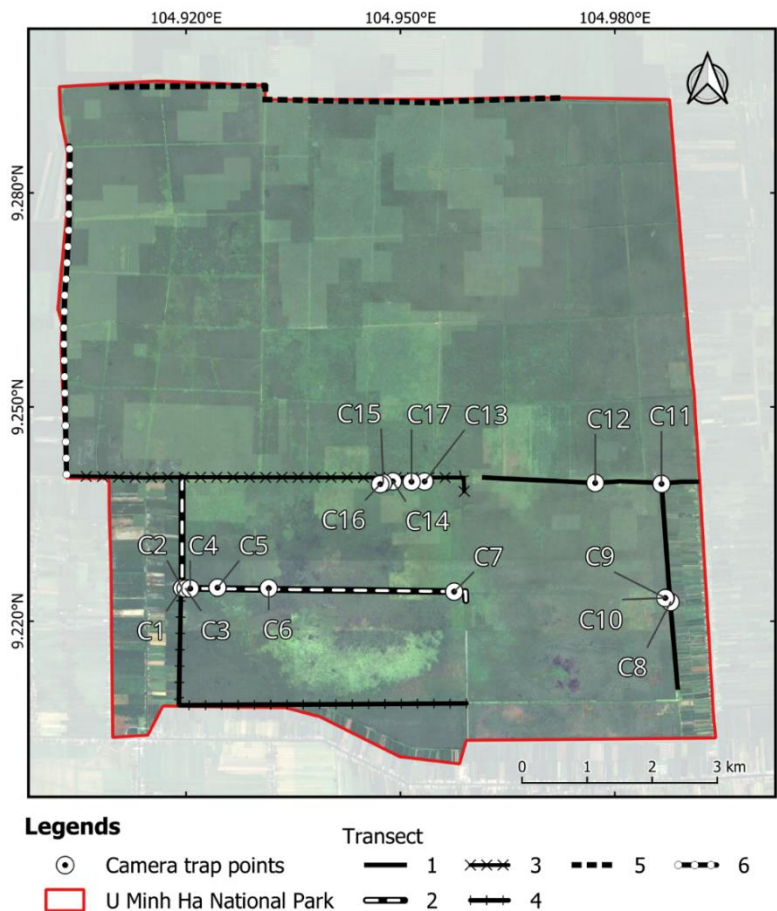 104.920°E 104.950°E 104.980°E
9.280°N
9.250°N
9.220°N
C15 C17 C13 C12 C11
C16 C14
C2 C4 C5 C7 C9
C1 C3 C6 C10 C8
0 1 2 3 km
Legends
Transect
Camera trap points 1 3 5 6
U Minh Ha National Park 2 4